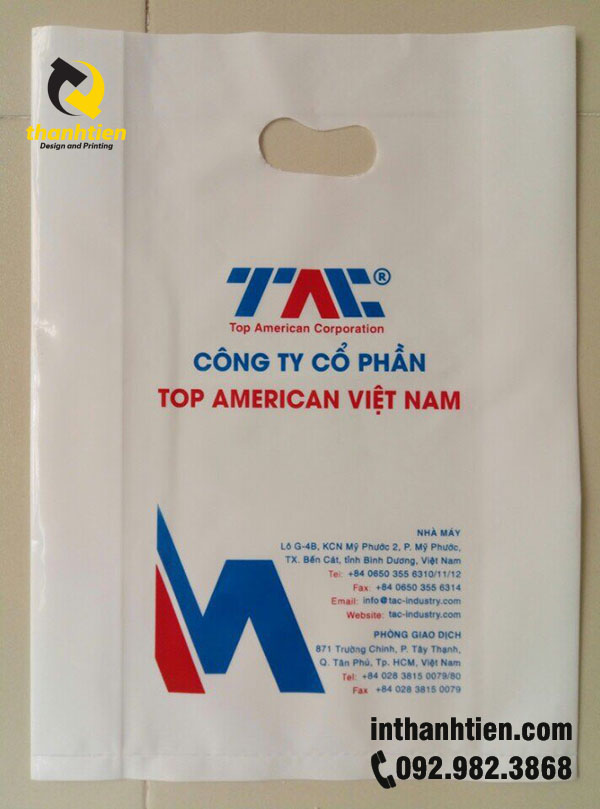 thanhtien
Design and Printing
TAC®
Top American Corporation
CÔNG TY CỔ PHẦN
TOP AMERICAN VIỆT NAM
NHÀ MÁY
Lô G-4B, KCN Mỹ Phước 2, P. Mỹ Phước,
TX. Bến Cát, tỉnh Bình Dương, Việt Nam
Tel: +84 0650 355 6310/11/12
Fax: +84 0650 355 6314
Email: info@tac-industry.com
Website: tac-industry.com
PHÒNG GIAO DỊCH
871 Trường Chinh, P. Tây Thạnh,
Q. Tân Phú, Tp. HCM, Việt Nam
Tel: +84 028 3815 0079/80
Fax: +84 028 3815 0079
inthanhtien.com
092.982.3868